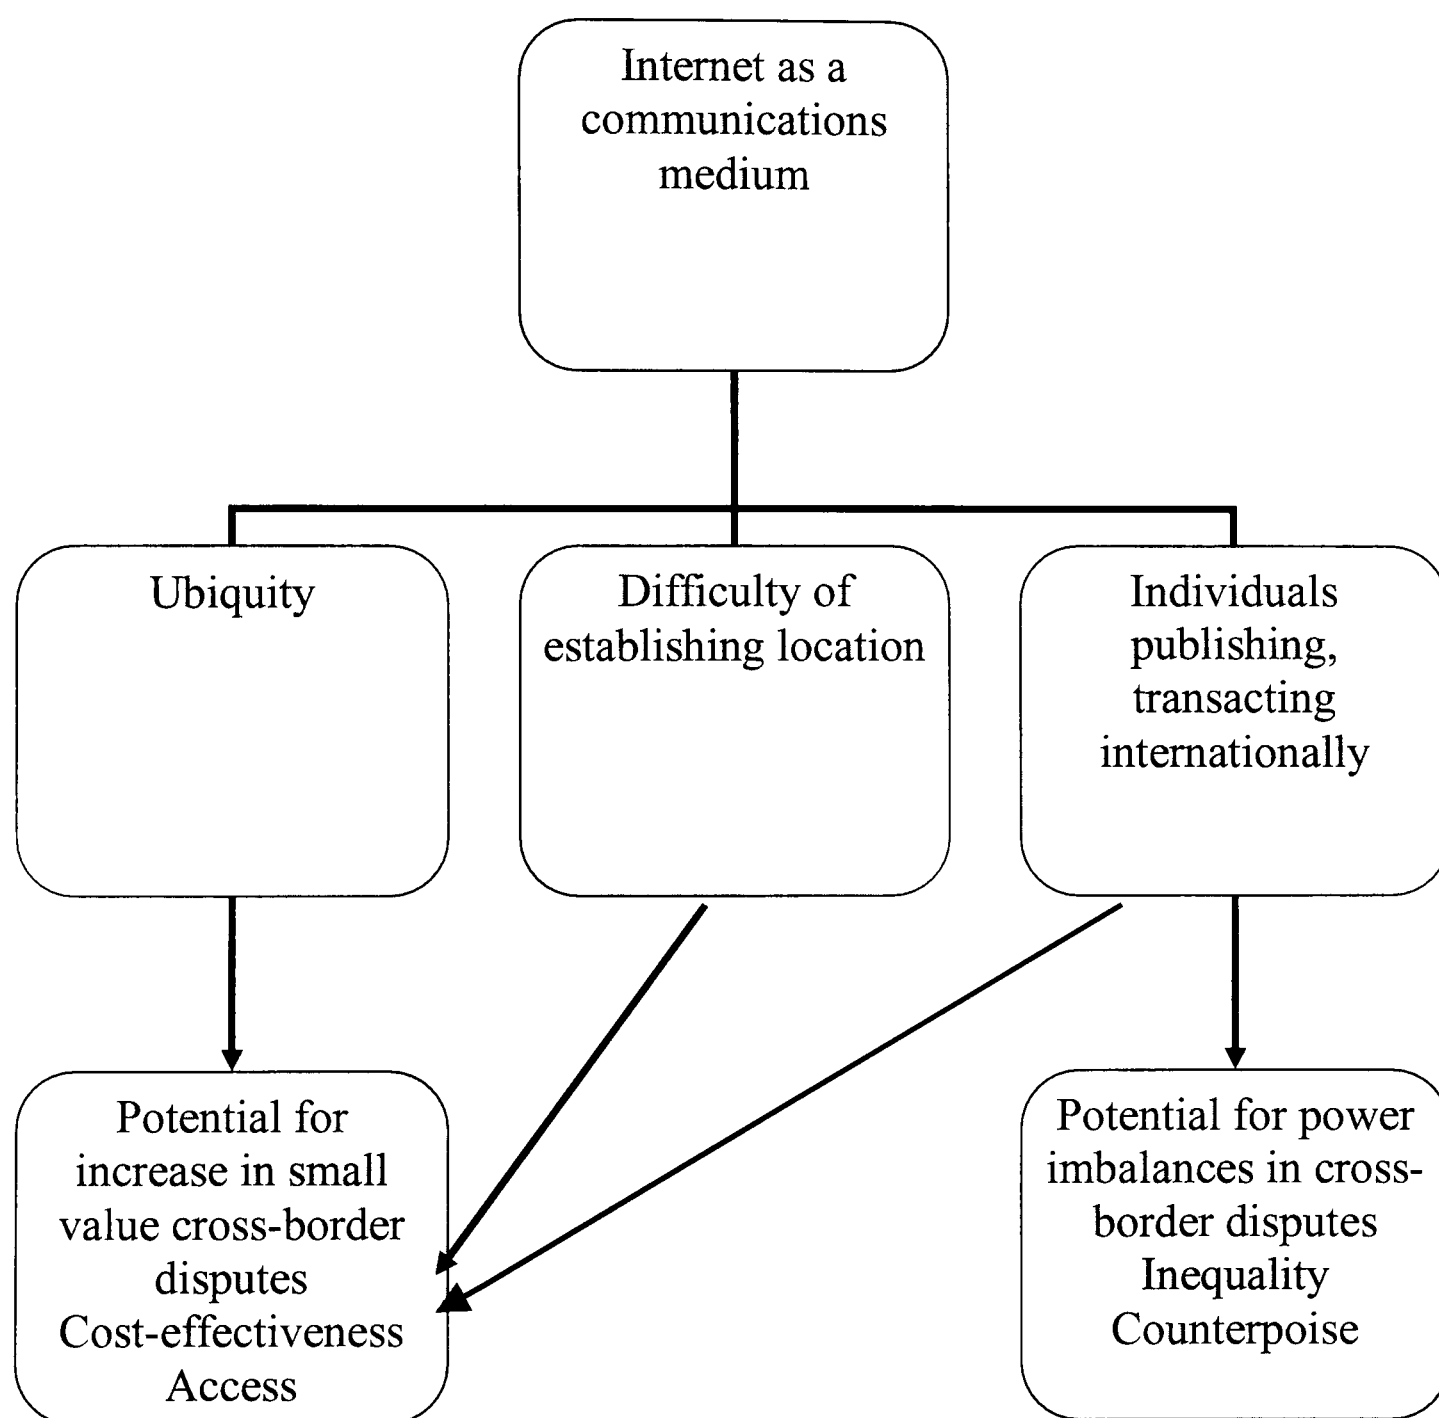 Internet as a
communications
medium
Ubiquity
Difficulty of
establishing location
Individuals
publishing,
transacting
internationally
Potential for
increase in small
value cross-border
disputes
Cost-effectiveness
Access
Potential for power
imbalances in cross-
border disputes
Inequality
Counterpoise